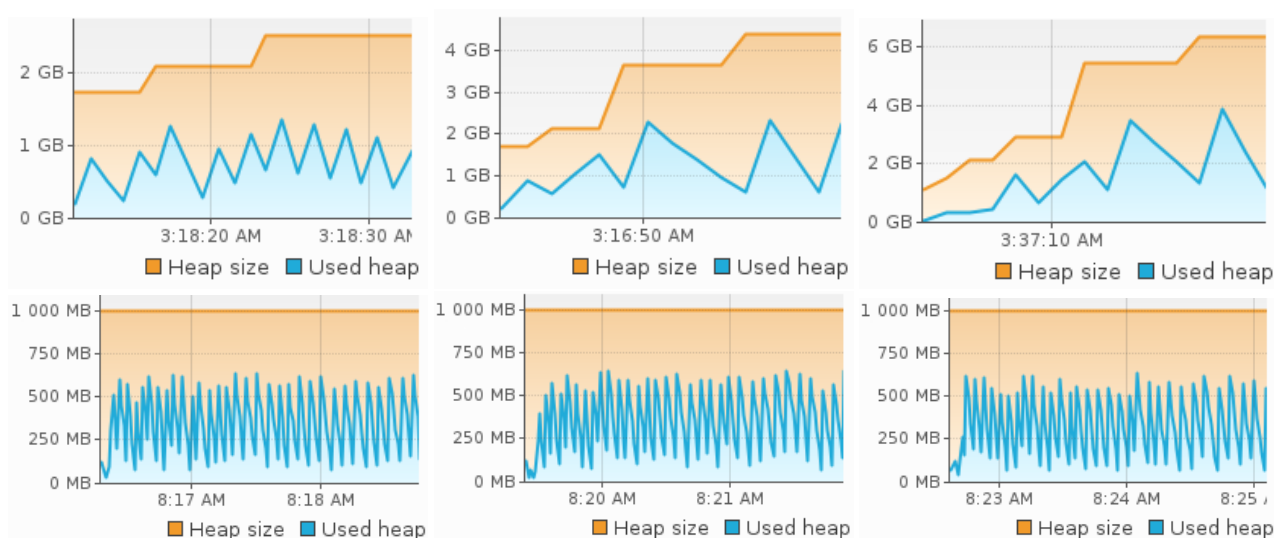 2 GB
1 GB
0 GB
3:18:20 AM 3:18:30 AM
Heap size Used heap
4 GB
3 GB
2 GB
1 GB
0 GB
3:16:50 AM
Heap size Used heap
6 GB
4 GB
2 GB
0 GB
3:37:10 AM
Heap size Used heap
1 000 MB
750 MB
500 MB
250 MB
0 MB
8:17 AM 8:18 AM
Heap size Used heap
1 000 MB
750 MB
500 MB
250 MB
0 MB
8:20 AM 8:21 AM
Heap size Used heap
1 000 MB
750 MB
500 MB
250 MB
0 MB
8:23 AM 8:24 AM 8:25
Heap size Used heap